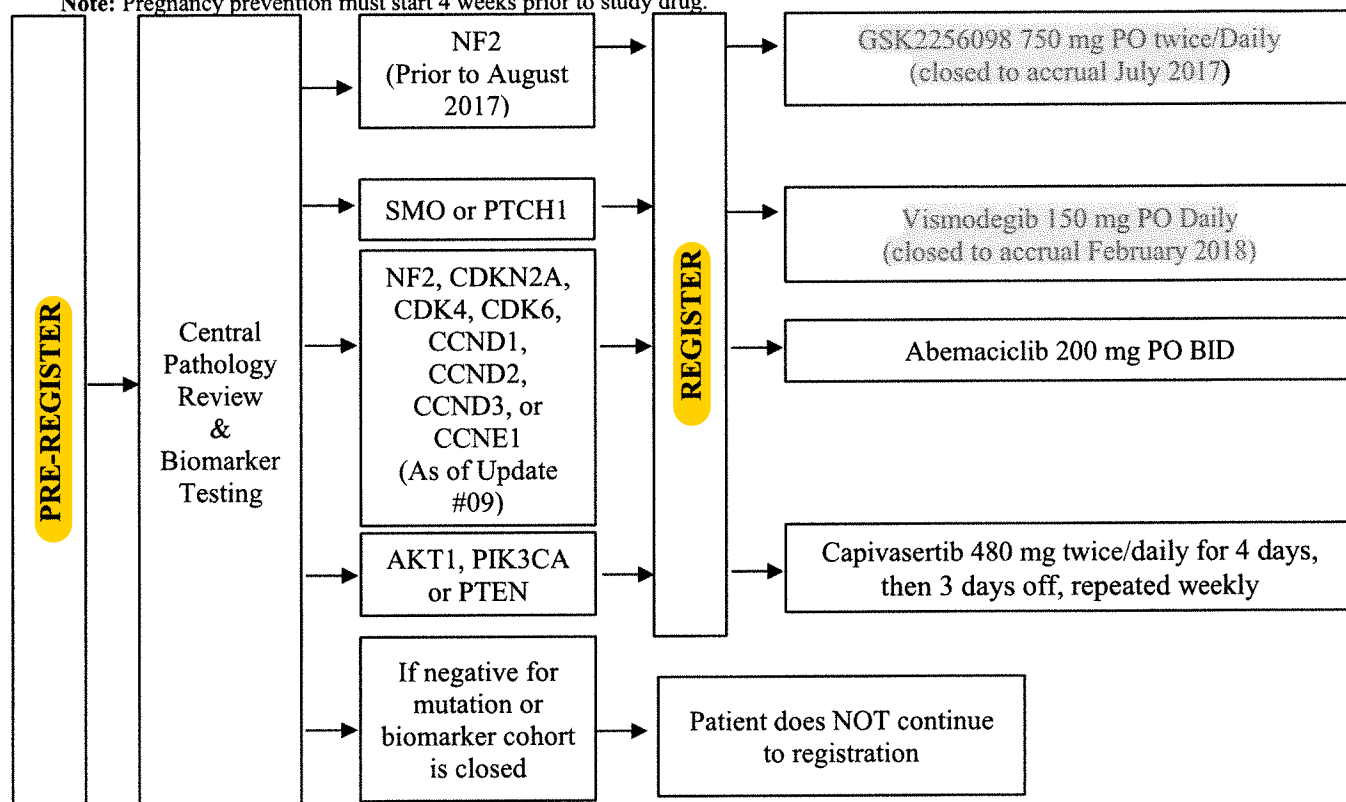 Note: Pregnancy prevention must start 4 weeks prior to study drug.
PRE-REGISTER
Central
Pathology
Review
&
Biomarker
Testing
NF2
(Prior to August
2017)
SMO or PTCH1
NF2, CDKN2A,
CDK4, CDK6,
CCND1,
CCND2,
CCND3, or
CCNE1
(As of Update
#09)
AKT1, PIK3CA
or PTEN
If negative for
mutation or
biomarker cohort
is closed
REGISTER
GSK2256098 750 mg PO twice/Daily
(closed to accrual July 2017)
Vismodegib 150 mg PO Daily
(closed to accrual February 2018)
Abemaciclib 200 mg PO BID
Capivasertib 480 mg twice/daily for 4 days,
then 3 days off, repeated weekly
Patient does NOT continue
to registration